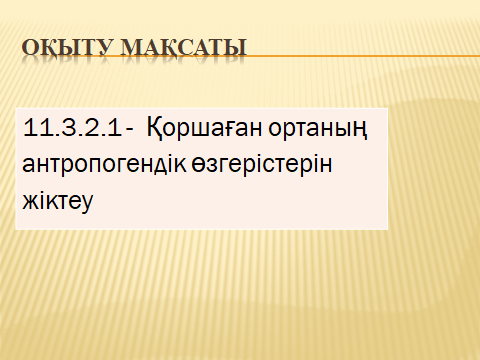 ОҚЫТУ МАҚСАТЫ
11.3.2.1 - Қоршаған ортаның
антропогендік өзгерістерін
жіктеу